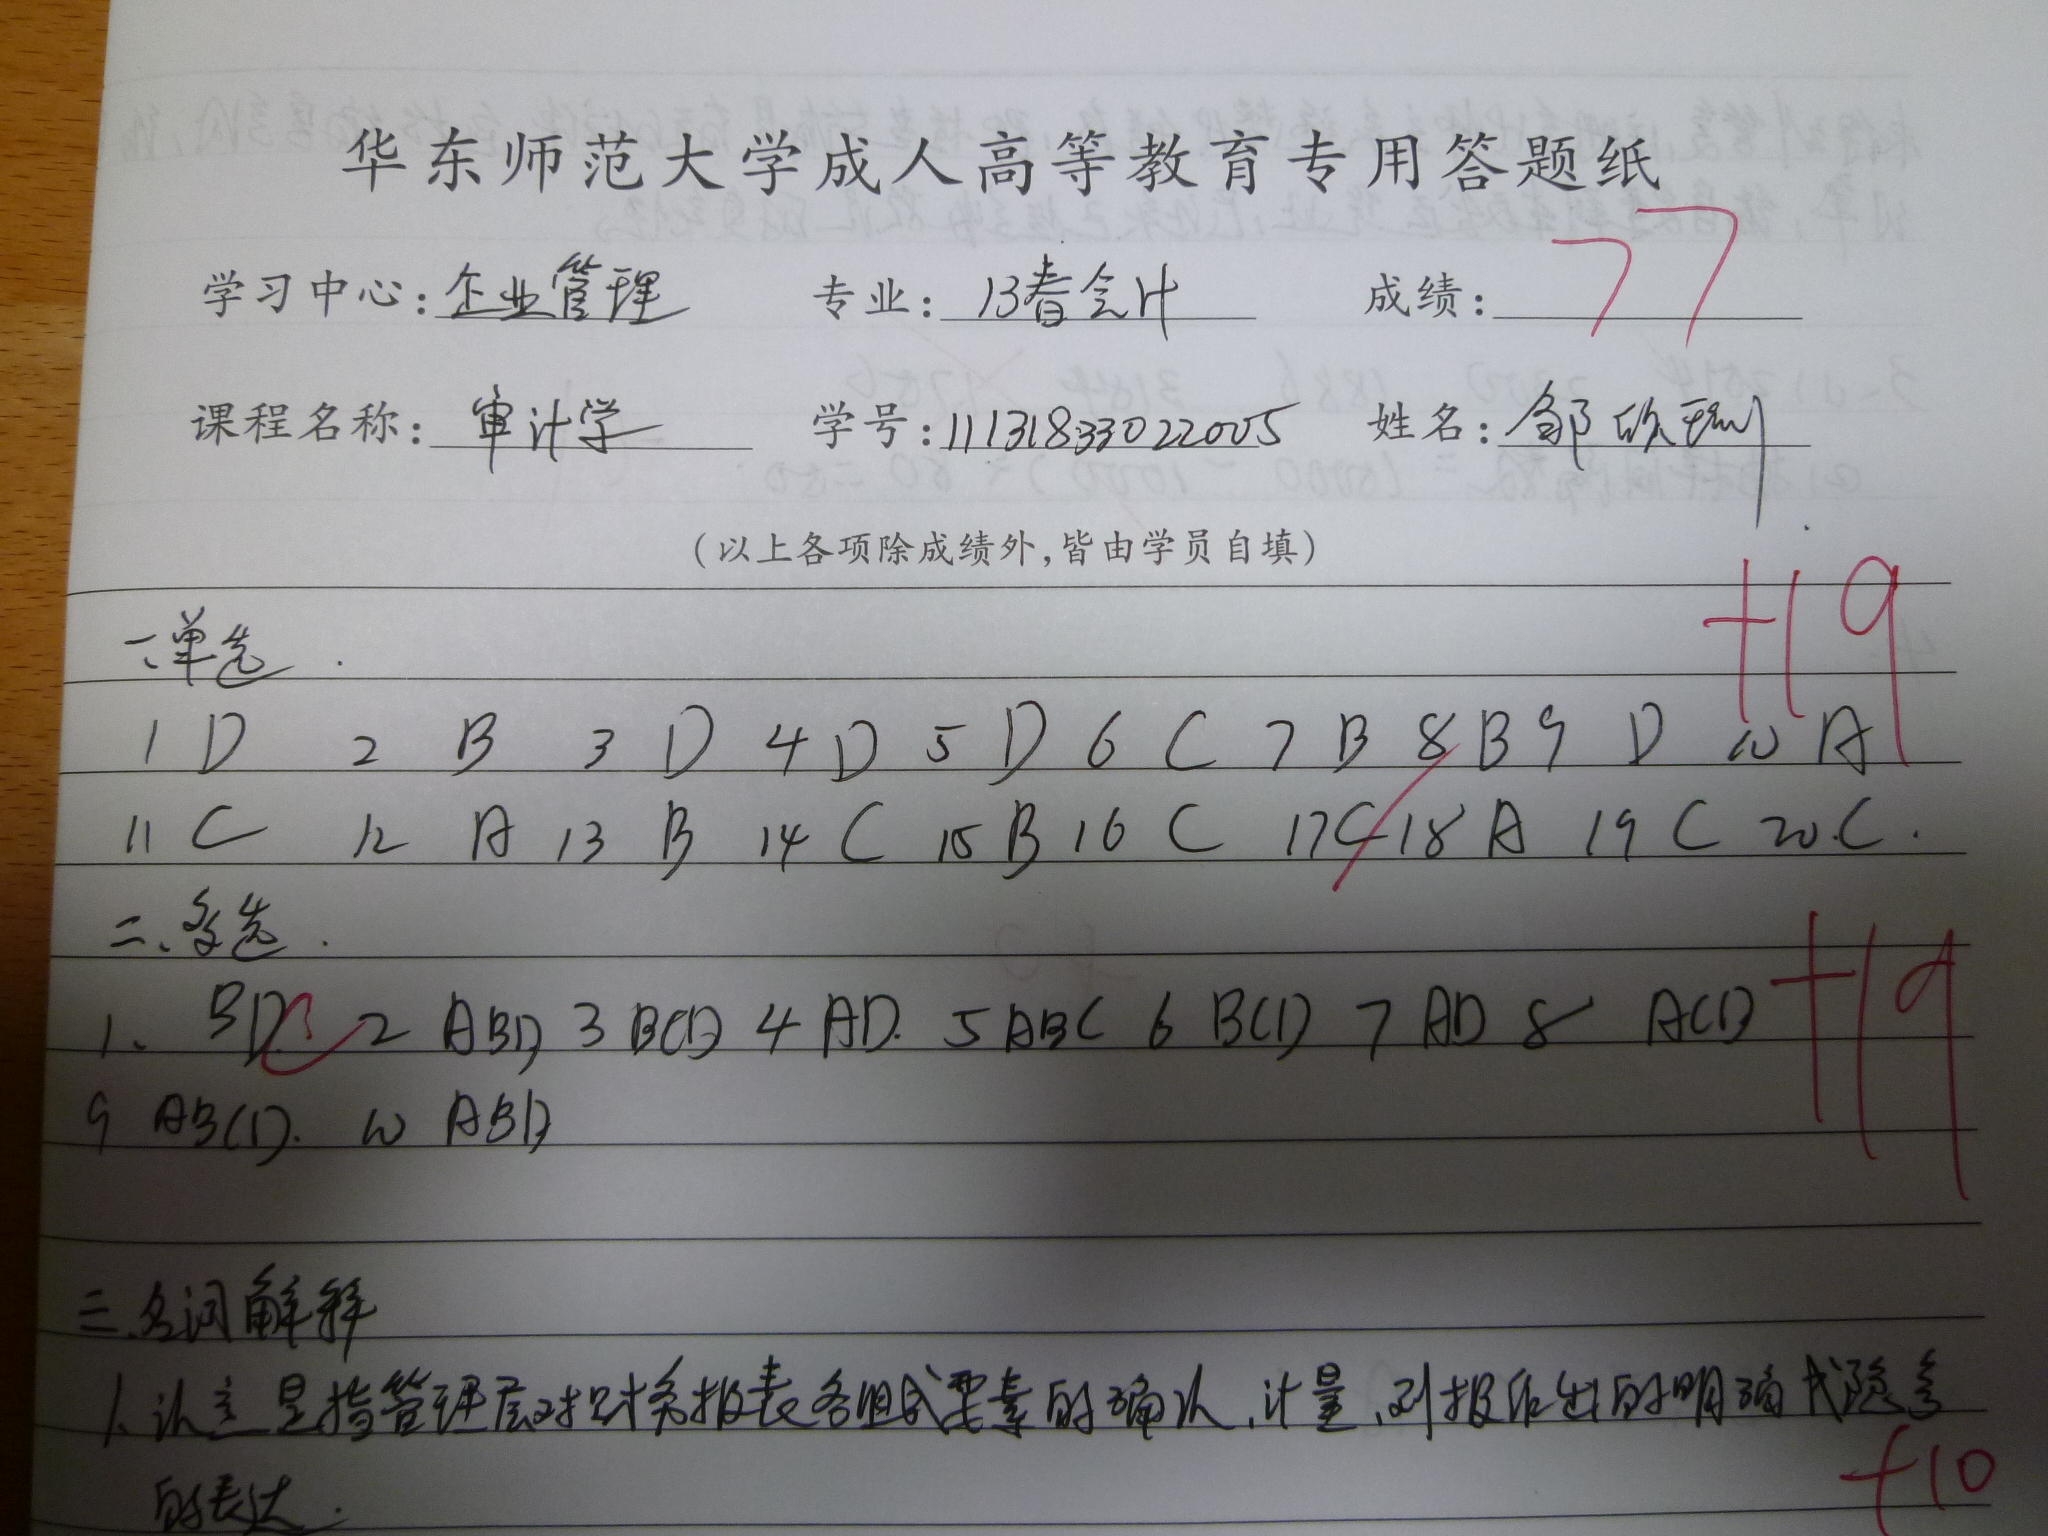 华东师范大学成人高等教育专用答题纸
学习中心：企业管理 专业：13春会计 成绩：77
课程名称：审计学 学号：11131833022005 姓名：邹欣
（以上各项除成绩外，皆由学员自填）
+19
一、单选.
1 D 2 B 3 D 4 D 5 D 6 C 7 B 8 B 9 D 10 A
11 C 12 A 13 B 14 C 15 B 16 C 17 C 18 A 19 C 20. C.
二、多选.
+19
1、BD. 2 ABD 3 BCD 4 AD. 5 ABC 6 BCD 7 AD 8 ACD
9 ABCD. 10 ABD
三、名词解释
1、认定是指管理层对财务报表各组成要素的确认、计量、列报作出的明确或隐含
的表达.
+10